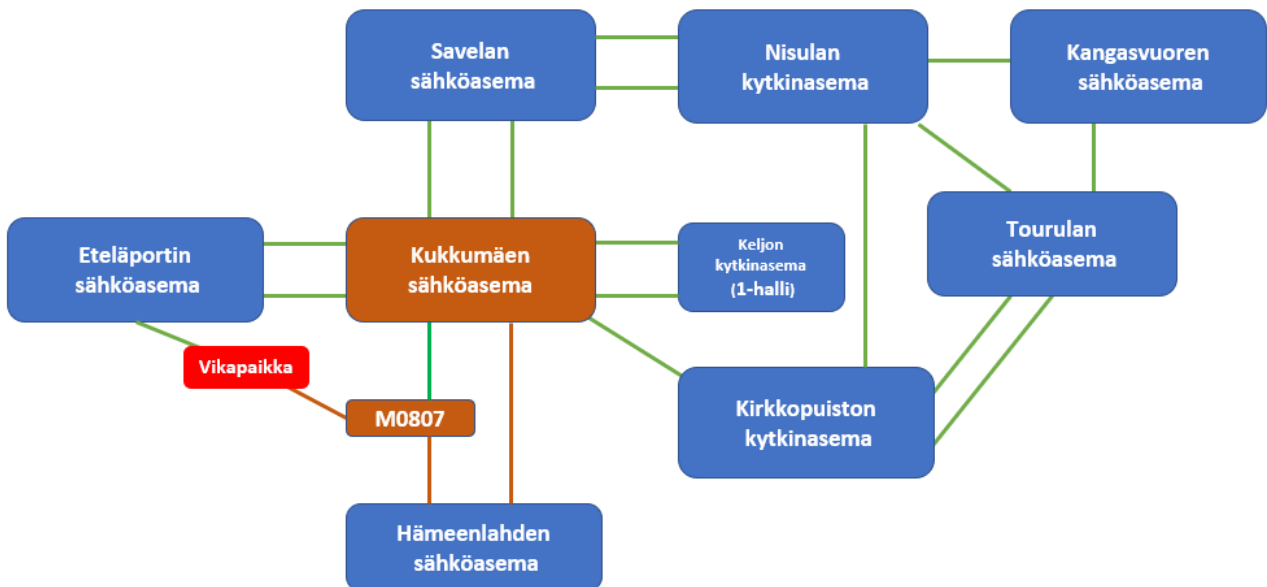 Savelan
sähköasema
Nisulan
kytkinasema
Kangasvuoren
sähköasema
Eteläportin
sähköasema
Kukkumäen
sähköasema
Keljon
kytkinasema
(1-halli)
Tourulan
sähköasema
Vikapaikka
M0807
Kirkkopuiston
kytkinasema
Hämeenlahden
sähköasema